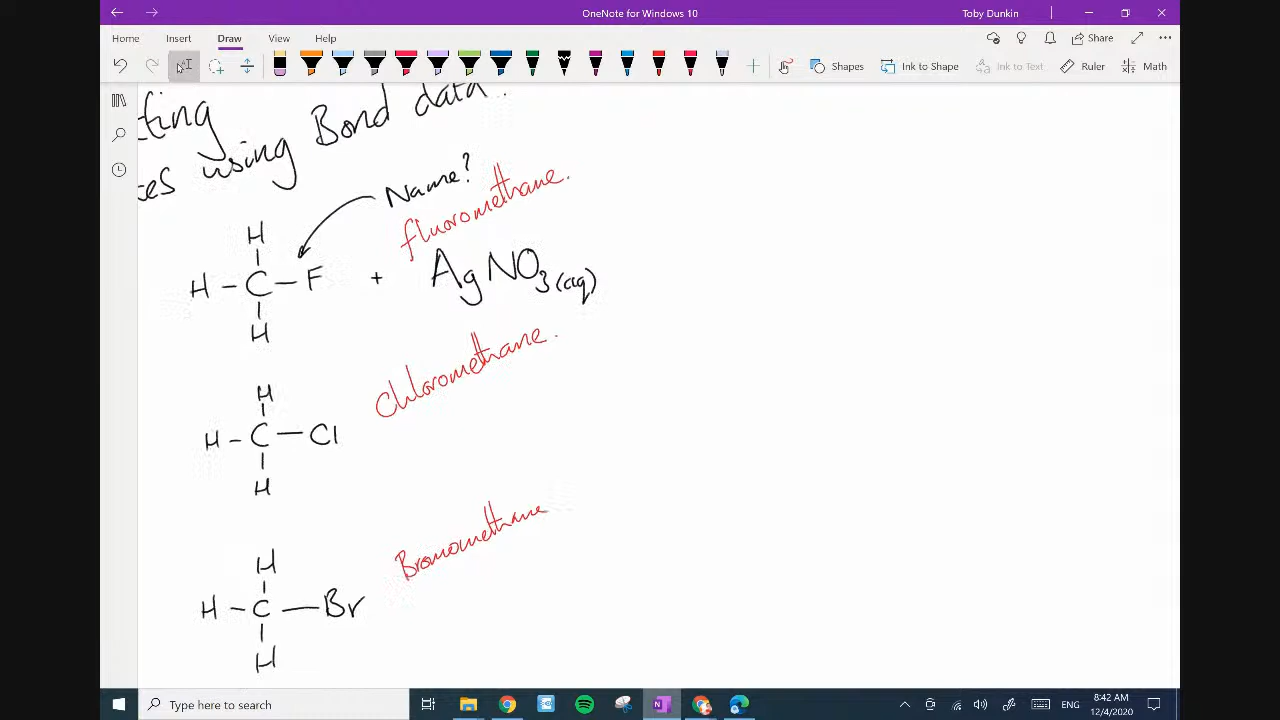 OneNote for Windows 10
Toby Dunkin
Home Insert Draw View Help
Share
Shapes Ink to Shape Ink to Text Ruler Math
ting
ces using Bond data.
Name?
fluoromethane.
H
H - C - F + AgNO3(aq)
H
chloromethane.
H
H - C - Cl
H
Bromomethane
H
H - C - Br
H
Type here to search
ENG
8:42 AM
12/4/2020